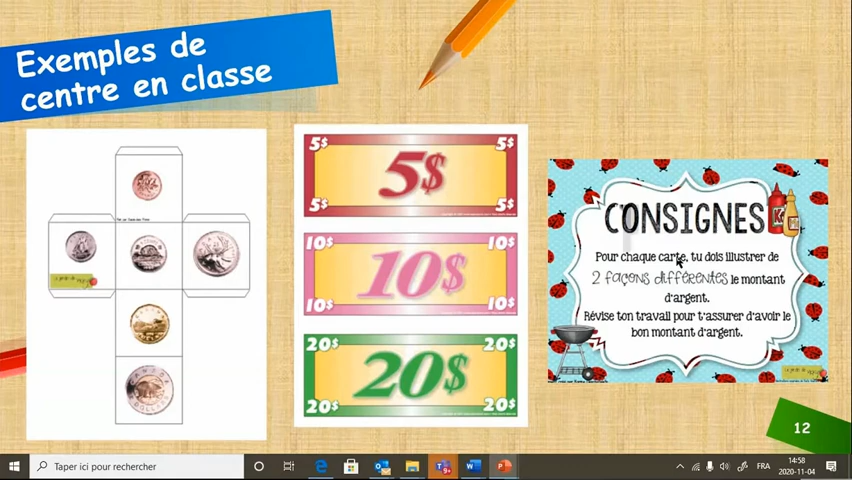 Exemples de
centre en classe
5$ 5$
5$
5$ 5$
10$ 10$
10$
10$ 10$
20$ 20$
20$
20$ 20$
CONSIGNES
Pour chaque carte, tu dois illustrer de
2 façons différentes le montant
d'argent.
Révise ton travail pour t'assurer d'avoir le
bon montant d'argent.
12
Taper ici pour rechercher
FRA
14:58
2020-11-04